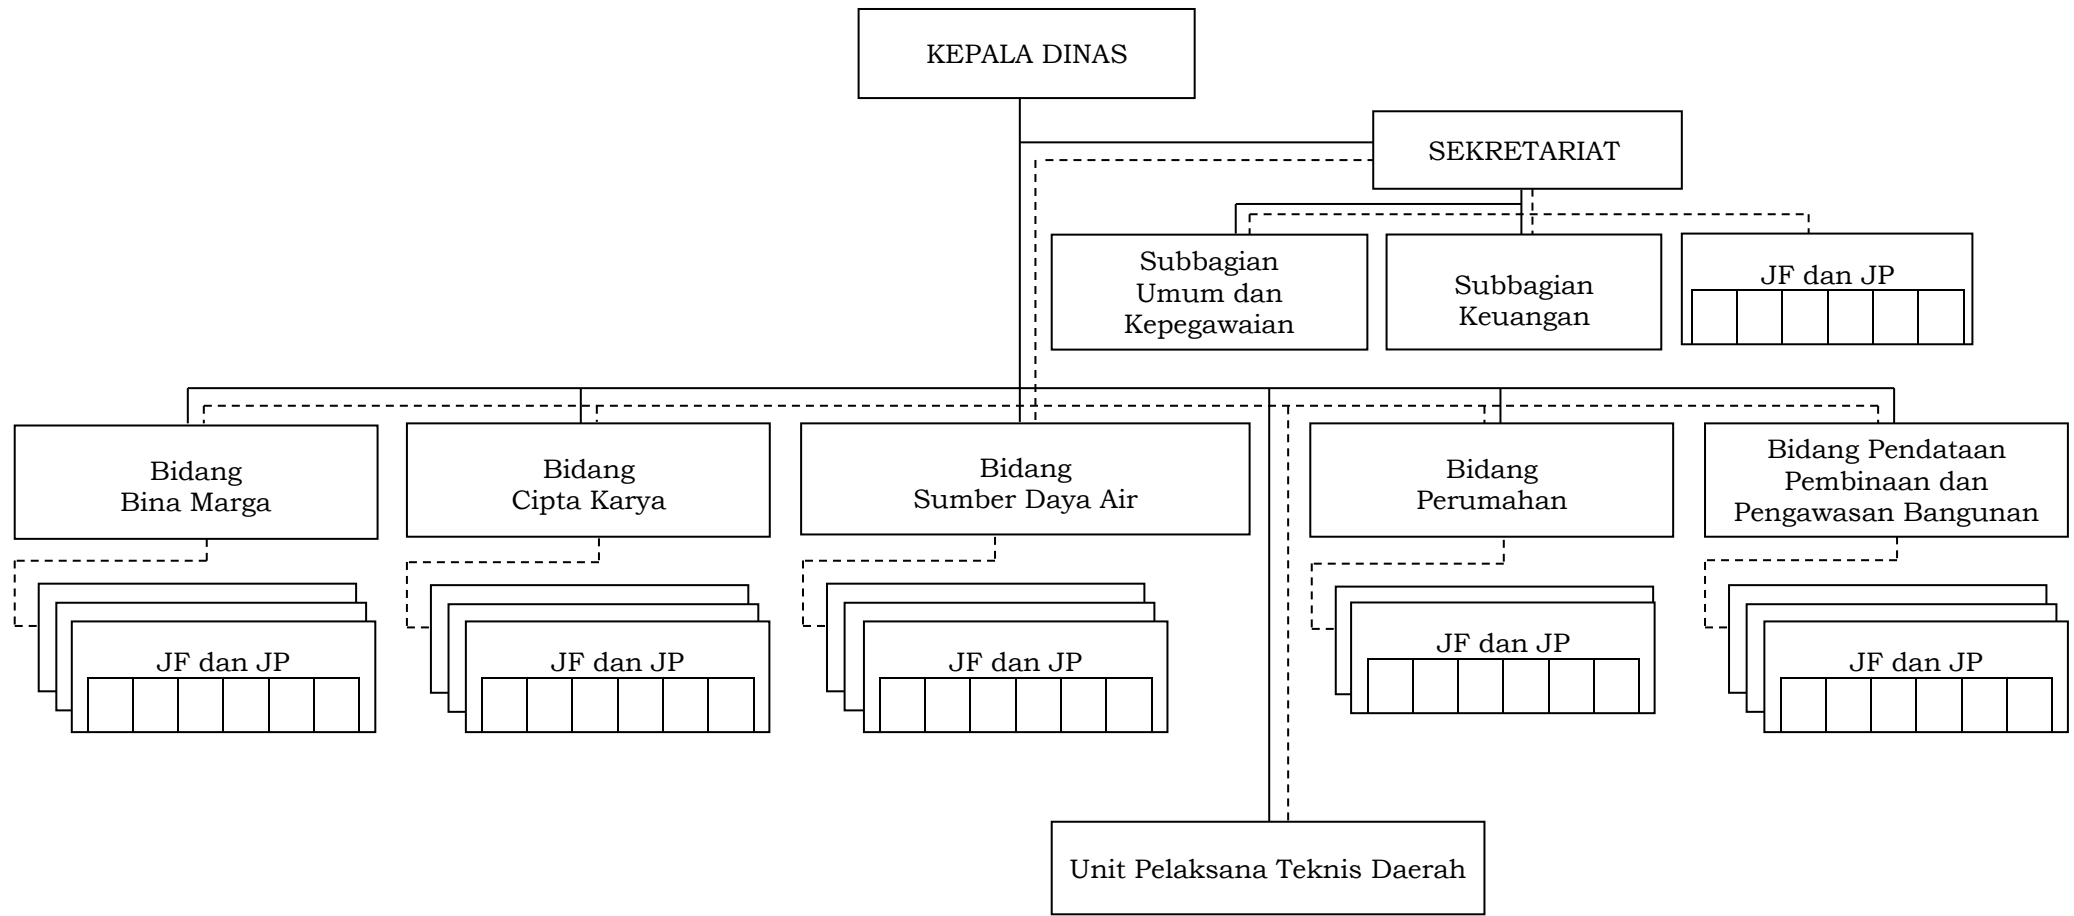 KEPALA DINAS
SEKRETARIAT
Subbagian
Umum dan
Kepegawaian
Subbagian
Keuangan
JF dan JP
Bidang
Bina Marga
Bidang
Cipta Karya
Bidang
Sumber Daya Air
Bidang
Perumahan
Bidang Pendataan
Pembinaan dan
Pengawasan Bangunan
JF dan JP
JF dan JP
JF dan JP
JF dan JP
JF dan JP
Unit Pelaksana Teknis Daerah